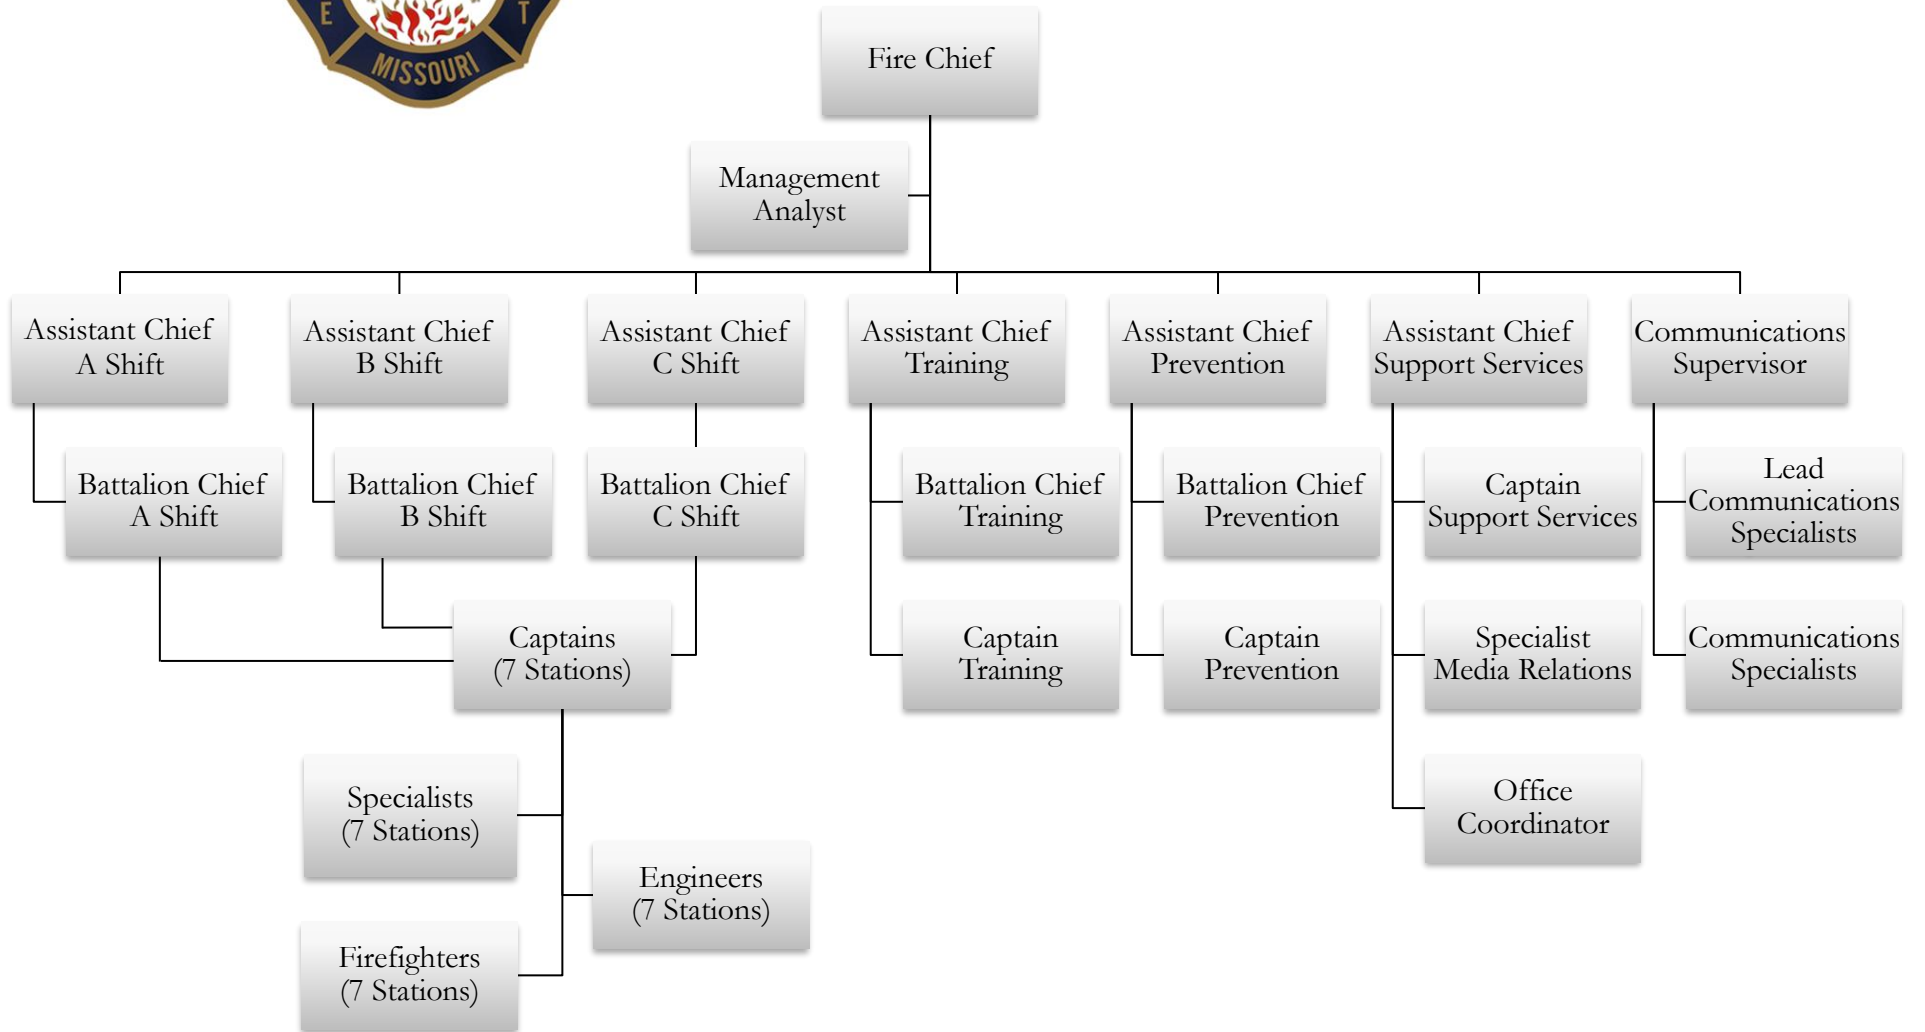 E
T
MISSOURI
Fire Chief
Management
Analyst
Assistant Chief
A Shift
Assistant Chief
B Shift
Assistant Chief
C Shift
Assistant Chief
Training
Assistant Chief
Prevention
Assistant Chief
Support Services
Communications
Supervisor
Battalion Chief
A Shift
Battalion Chief
B Shift
Battalion Chief
C Shift
Battalion Chief
Training
Battalion Chief
Prevention
Captain
Support Services
Lead
Communications
Specialists
Captains
(7 Stations)
Captain
Training
Captain
Prevention
Specialist
Media Relations
Communications
Specialists
Specialists
(7 Stations)
Office
Coordinator
Engineers
(7 Stations)
Firefighters
(7 Stations)